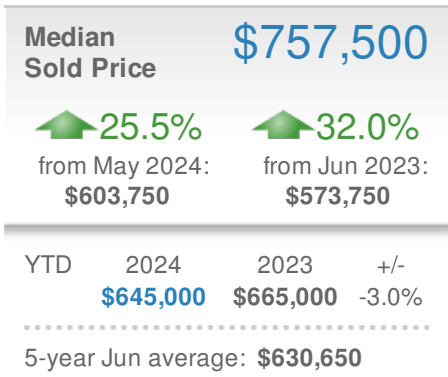 Median
Sold Price
$757,500
25.5%
from May 2024:
$603,750
32.0%
from Jun 2023:
$573,750
YTD 2024 2023 +/-
$645,000 $665,000 -3.0%
5-year Jun average: $630,650